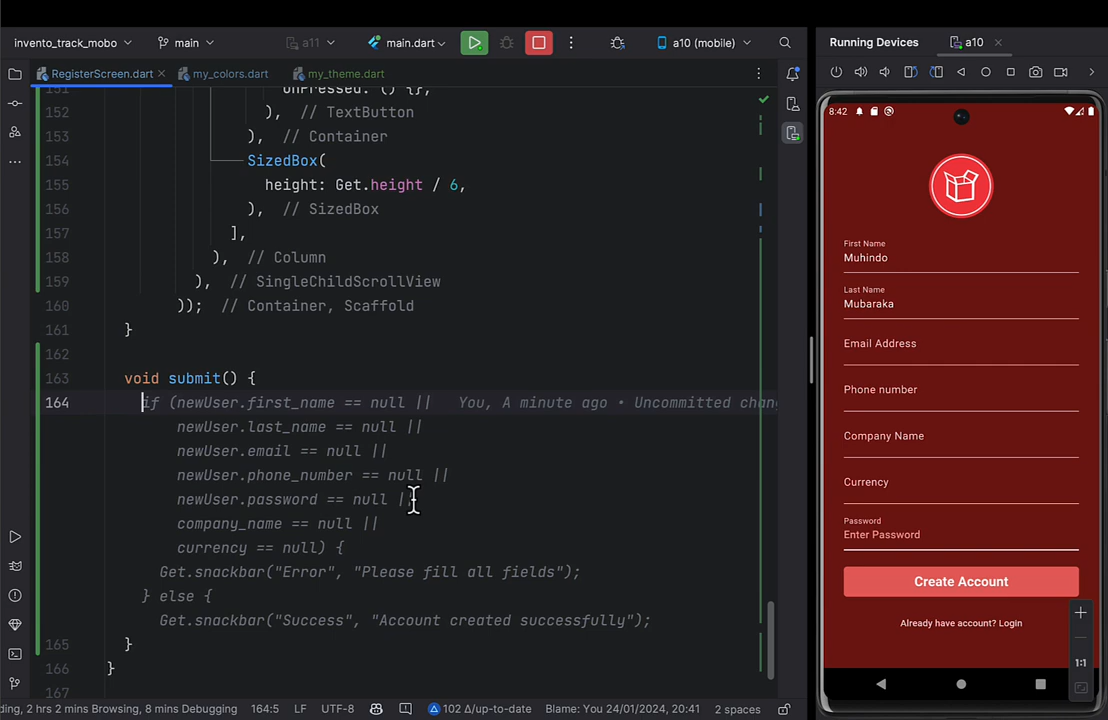 invento_track_mobo
main
a11
main.dart
a10 (mobile)
Running Devices
a10
RegisterScreen.dart
my_colors.dart
my_theme.dart
151 onPressed: () {},
152 ), // TextButton
153 ), // Container
154 SizedBox(
155 height: Get.height / 6,
156 ), // SizedBox
157 ],
158 ), // Column
159 ), // SingleChildScrollView
160 )); // Container, Scaffold
161 }
162
163 void submit() {
164 if (newUser.first_name == null || You, A minute ago • Uncommitted chan
newUser.last_name == null ||
newUser.email == null ||
newUser.phone_number == null ||
newUser.password == null ||
company_name == null ||
currency == null) {
Get.snackbar("Error", "Please fill all fields");
} else {
Get.snackbar("Success", "Account created successfully");
165 }
166 }
167
ding, 2 hrs 2 mins Browsing, 8 mins Debugging
164:5
LF
UTF-8
102 Δ/up-to-date
Blame: You 24/01/2024, 20:41
2 spaces
8:42
First Name
Muhindo
Last Name
Mubaraka
Email Address
Phone number
Company Name
Currency
Password
Enter Password
Create Account
Already have account? Login
1:1